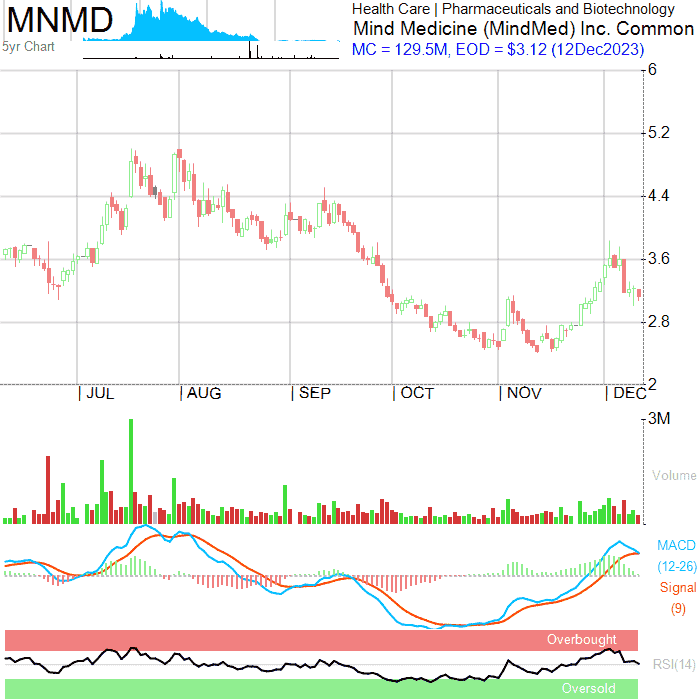 MNMD
5yr Chart
Health Care | Pharmaceuticals and Biotechnology
Mind Medicine (MindMed) Inc. Common
MC = 129.5M, EOD = $3.12 (12Dec2023)
6
5.2
4.4
3.6
2.8
2
JUL AUG SEP OCT NOV DEC
3M
Volume
MACD
(12-26)
Signal
(9)
Overbought
RSI(14)
Oversold